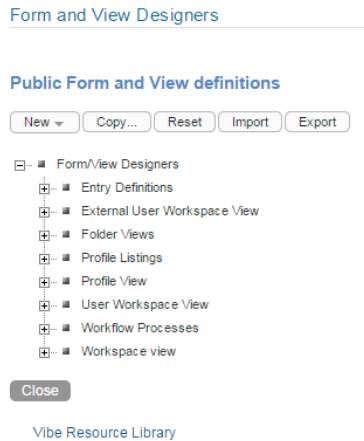 Form and View Designers
Public Form and View definitions
New Copy... Reset Import Export
Form/View Designers
Entry Definitions
External User Workspace View
Folder Views
Profile Listings
Profile View
User Workspace View
Workflow Processes
Workspace view
Close
Vibe Resource Library